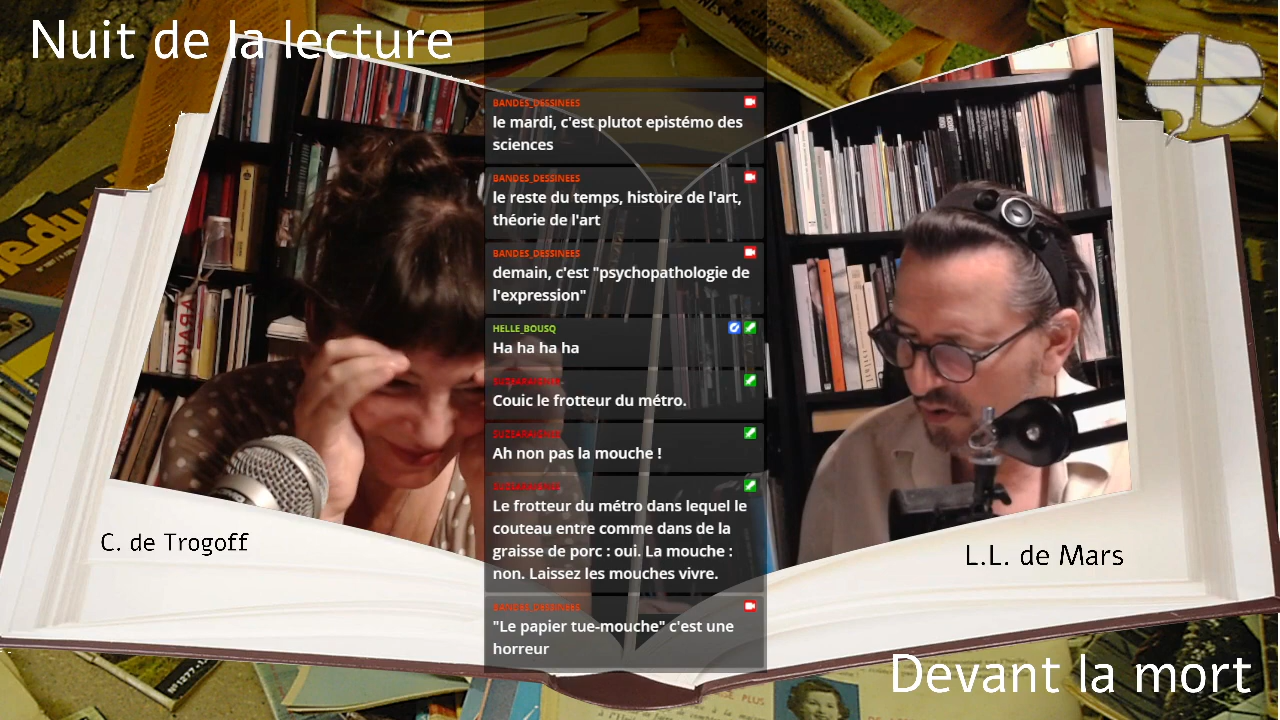 Nuit de la lecture
BANDES_DESSINEES
le mardi, c'est plutot epistémo des
sciences
BANDES_DESSINEES
le reste du temps, histoire de l'art,
théorie de l'art
BANDES_DESSINEES
demain, c'est "psychopathologie de
l'expression"
HELLE_BOUSQ
Ha ha ha ha
SUZEARAIGNEE
Couic le frotteur du métro.
SUZEARAIGNEE
Ah non pas la mouche !
SUZEARAIGNEE
Le frotteur du métro dans lequel le
couteau entre comme dans de la
graisse de porc : oui. La mouche :
non. Laissez les mouches vivre.
BANDES_DESSINEES
"Le papier tue-mouche" c'est une
horreur
C. de Trogoff
L.L. de Mars
Devant la mort
PLUS